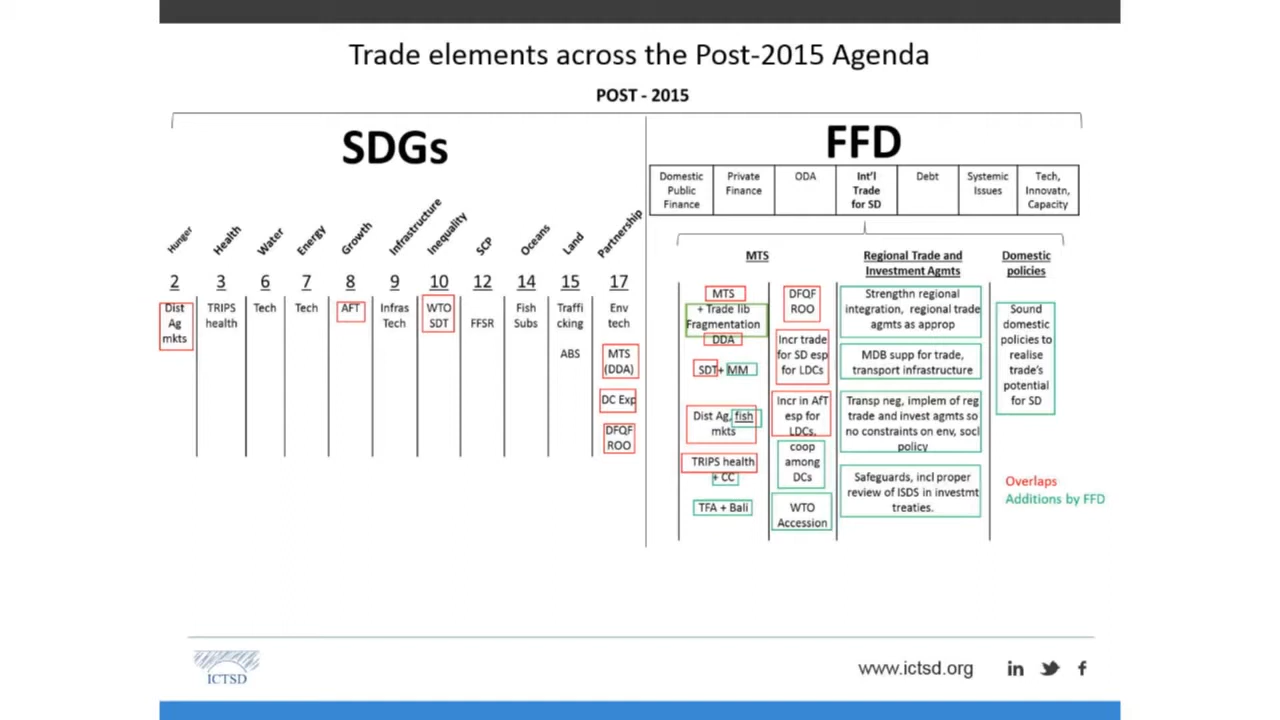 Trade elements across the Post-2015 Agenda
POST - 2015
SDGs
Hunger
Health
Water
Energy
Growth
Infrastructure
Inequality
SCP
Oceans
Land
Partnership
2
3
6
7
8
9
10
12
14
15
17
Dist
Ag
mkts
TRIPS
health
Tech
Tech
AFT
Infras
Tech
WTO
SDT
FFSR
Fish
Subs
Traffi
cking
ABS
Env
tech
MTS
(DDA)
DC Exp
DFQF
ROO
FFD
Domestic
Public
Finance
Private
Finance
ODA
Int'l
Trade
for SD
Debt
Systemic
Issues
Tech,
Innovatn,
Capacity
MTS
MTS
+ Trade lib
Fragmentation
DDA
SDT+ MM
Dist Ag, fish
mkts
TRIPS health
+ CC
TFA + Bali
DFQF
ROO
Incr trade
for SD esp
for LDCs
Incr in AfT
esp for
LDCs.
coop
among
DCs
WTO
Accession
Regional Trade and
Investment Agmts
Strengthn regional
integration, regional trade
agmts as approp
MDB supp for trade,
transport infrastructure
Transp neg, implem of reg
trade and invest agmts so
no constraints on env, socl
policy
Safeguards, incl proper
review of ISDS in investmt
treaties.
Domestic
policies
Sound
domestic
policies to
realise
trade's
potential
for SD
Overlaps
Additions by FFD
ICTSD
www.ictsd.org